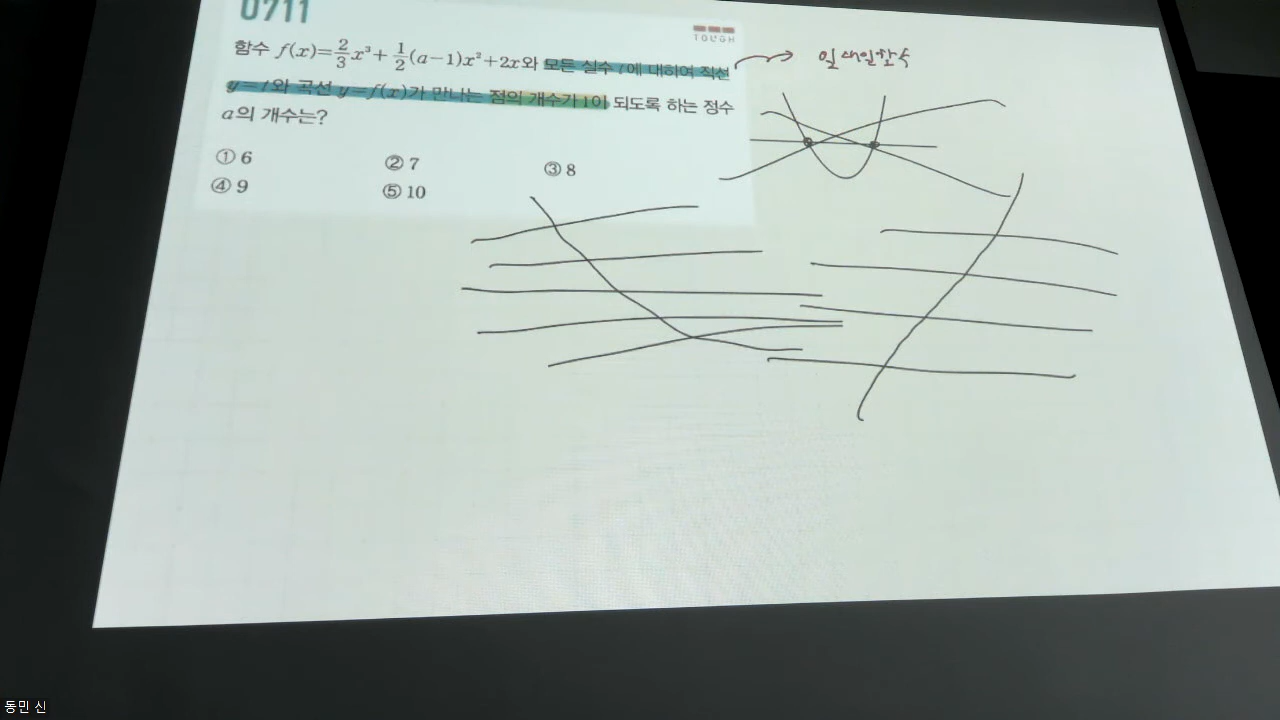 0711
TOUGH
함수 f(x)=2/3x³+1/2(a-1)x²+2x와 모든 실수 t에 대하여 직선
y=t와 곡선 y=f(x)가 만나는 점의 개수가 1이 되도록 하는 정수
a의 개수는?
일대일함수
① 6 ② 7 ③ 8
④ 9 ⑤ 10
동민 신